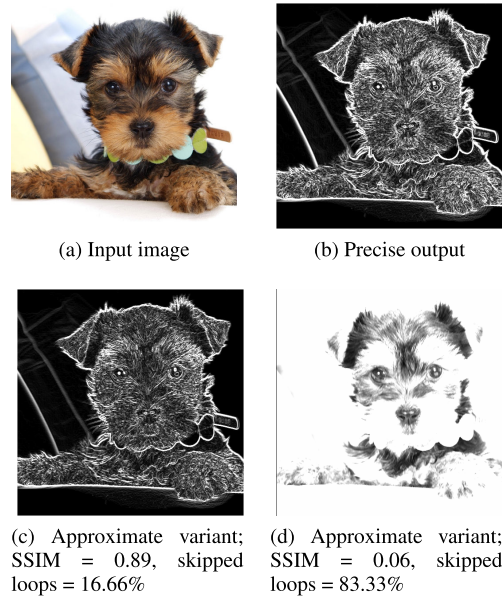 (a) Input image
(b) Precise output
(c) Approximate variant;
SSIM = 0.89, skipped
loops = 16.66%
(d) Approximate variant;
SSIM = 0.06, skipped
loops = 83.33%